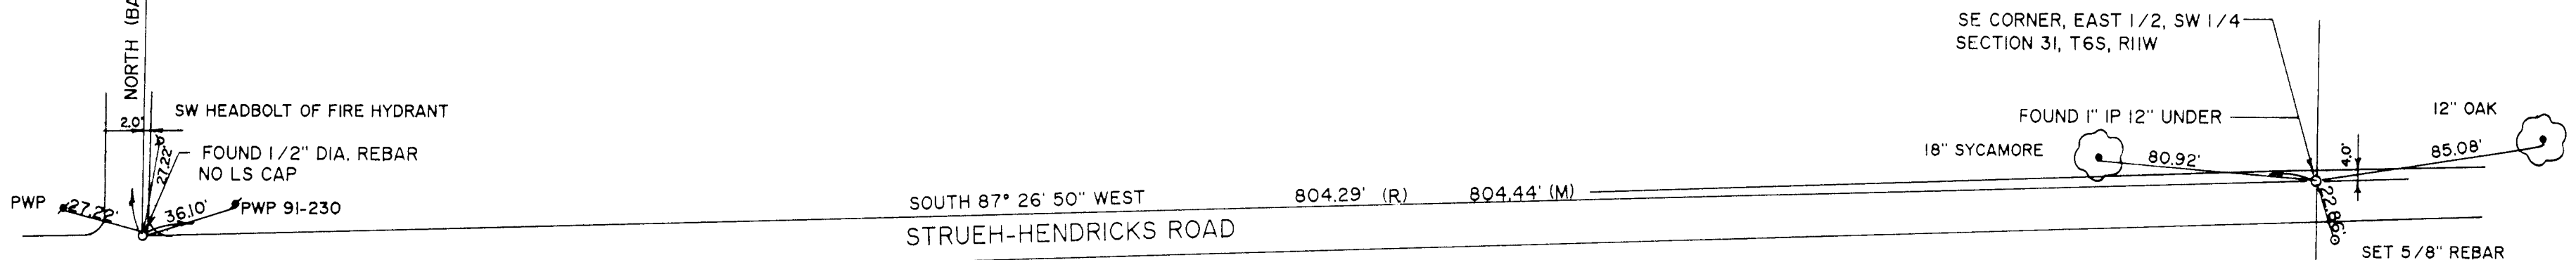 NORTH (BA
SW HEADBOLT OF FIRE HYDRANT
2.0'
27.22'
FOUND 1/2" DIA. REBAR
NO LS CAP
PWP
27.22'
36.10'
PWP 91-230
SOUTH 87° 26' 50" WEST 804.29' (R) 804.44' (M)
STRUEH-HENDRICKS ROAD
SE CORNER, EAST 1/2, SW 1/4
SECTION 31, T6S, R11W
FOUND 1" IP 12" UNDER
12" OAK
18" SYCAMORE
80.92'
4.0'
85.08'
22.86'
SET 5/8" REBAR